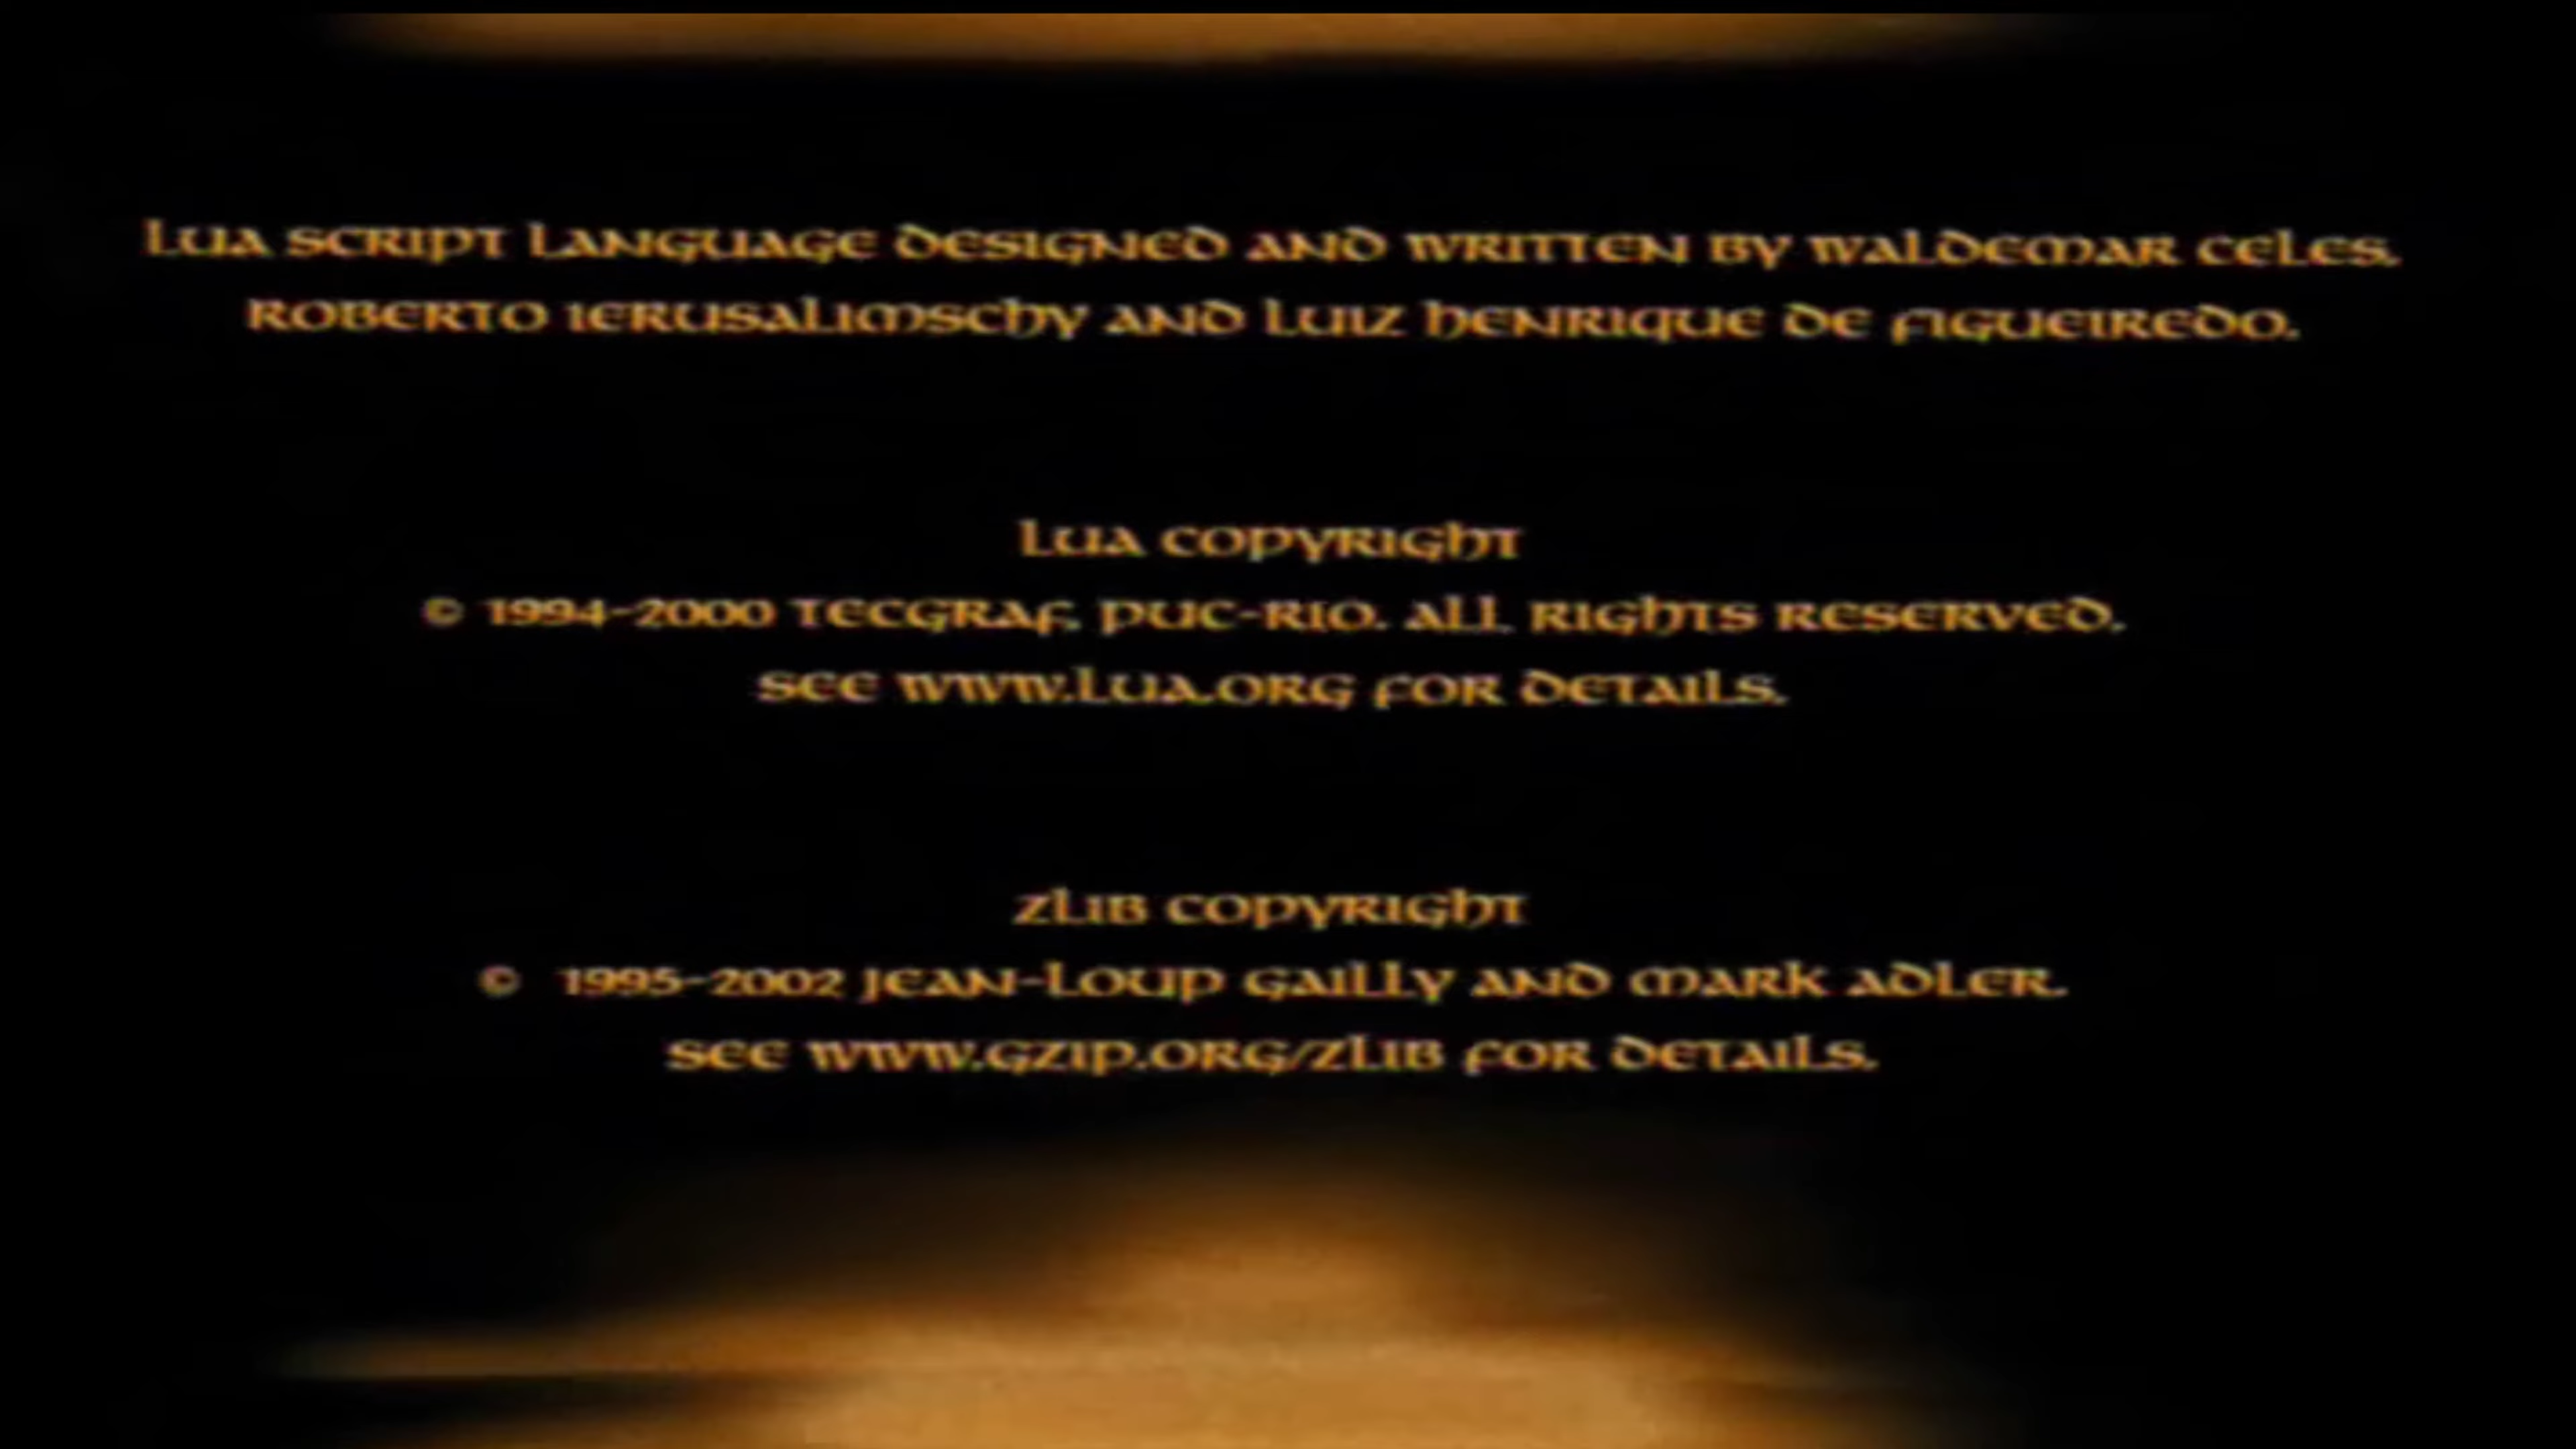 Lua script language designed and written by Waldemar Celes,
Roberto Ierusalimschy and Luiz Henrique de Figueiredo.
Lua copyright
© 1994-2000 Tecgraf, PUC-Rio. All rights reserved.
See www.lua.org for details.
zlib copyright
© 1995-2002 Jean-loup Gailly and Mark Adler.
See www.gzip.org/zlib for details.